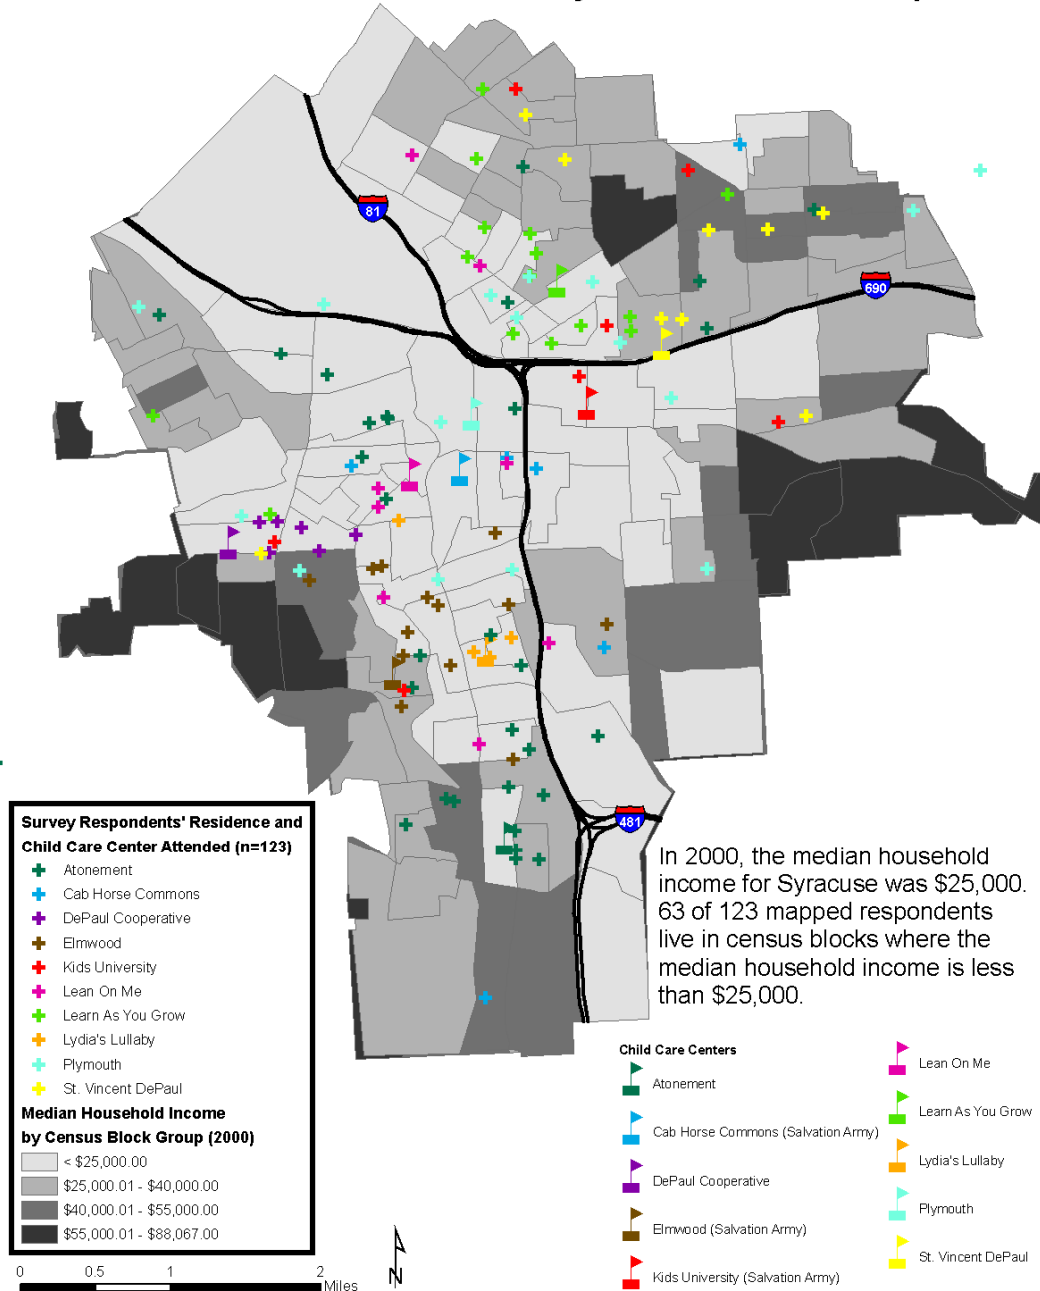 81
690
481
In 2000, the median household
income for Syracuse was $25,000.
63 of 123 mapped respondents
live in census blocks where the
median household income is less
than $25,000.
Survey Respondents' Residence and
Child Care Center Attended (n=123)
Atonement
Cab Horse Commons
DePaul Cooperative
Elmwood
Kids University
Lean On Me
Learn As You Grow
Lydia's Lullaby
Plymouth
St. Vincent DePaul
Median Household Income
by Census Block Group (2000)
< $25,000.00
$25,000.01 - $40,000.00
$40,000.01 - $55,000.00
$55,000.01 - $88,067.00
0 0.5 1 2
Miles
N
Child Care Centers
Atonement
Cab Horse Commons (Salvation Army)
DePaul Cooperative
Elmwood (Salvation Army)
Kids University (Salvation Army)
Lean On Me
Learn As You Grow
Lydia's Lullaby
Plymouth
St. Vincent DePaul